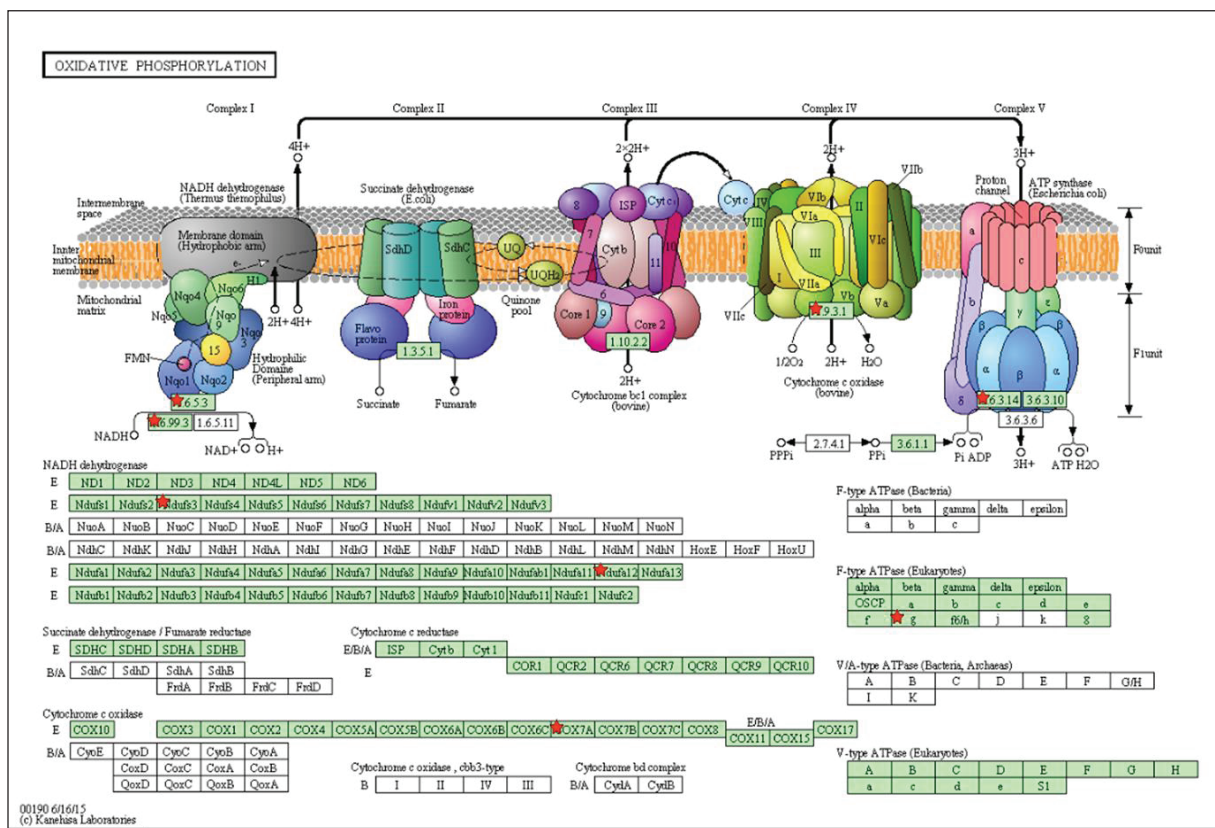 OXIDATIVE PHOSPHORYLATION
Complex I Complex II Complex III Complex IV Complex V
4H+ 2×2H+ 2H+ 3H+
NADH dehydrogenase
(Thermus themophilus)
Succinate dehydrogenase
(E.coli)
Proton
channel
ATP synthase
(Escherichia coli)
Intermembrane
space
Innter
mitochondrial
membrane
Mitochondrial
matrix
Membrane domain
(Hydrophobic arm)
e-
H1
Nqo4 Nqo6
Nqo5 Nqo
9 Nqo
3
15
FMN
Nqo1 Nqo2
2H+ 4H+
Hydrophilic
Domaine
(Peripheral arm)
6.5.3
6.99.3 1.6.5.11
NADH
NAD+ H+
SdhD SdhC
Iron
protein
Flavo
protein
1.3.5.1
Succinate Fumarate
UQ
UQH2
Quinone
pool
8 ISP Cyt c1
7 Cyt b 10
11
6
Core 1 9 Core 2
1.10.2.2
2H+
Cytochrome bc1 complex
(bovine)
Cyt c
VIIb
IV VIb II
VIII VIa
III VIc
I VIIa
VIIc Vb Va
9.3.1
1/2O2 2H+ H2O
Cytochrome c oxidase
(bovine)
a c
b γ ε
β β
α β α
δ
F0unit
F1unit
6.3.14 3.6.3.10
3.6.3.6
PPPi 2.7.4.1 PPi 3.6.1.1 Pi ADP
3H+ ATP H2O
NADH dehydrogenase
E ND1 ND2 ND3 ND4 ND4L ND5 ND6
E Ndufs1 Ndufs2 Ndufs3 Ndufs4 Ndufs5 Ndufs6 Ndufs7 Ndufs8 Ndufv1 Ndufv2 Ndufv3
B/A NuoA NuoB NuoC NuoD NuoE NuoF NuoG NuoH NuoI NuoJ NuoK NuoL NuoM NuoN
B/A NdhC NdhK NdhJ NdhH NdhA NdhI NdhG NdhE NdhF NdhD NdhB NdhL NdhM NdhN HoxE HoxF HoxU
E Ndufa1 Ndufa2 Ndufa3 Ndufa4 Ndufa5 Ndufa6 Ndufa7 Ndufa8 Ndufa9 Ndufa10 Ndufab1 Ndufa11 Ndufa12 Ndufa13
E Ndufb1 Ndufb2 Ndufb3 Ndufb4 Ndufb5 Ndufb6 Ndufb7 Ndufb8 Ndufb9 Ndufb10 Ndufb11 Ndufc1 Ndufc2
Succinate dehydrogenase / Fumarate reductase
E SDHC SDHD SDHA SDHB
B/A SdhC SdhD SdhA SdhB
FrdA FrdB FrdC FrdD
Cytochrome c reductase
E/B/A ISP Cyt b Cyt 1
E COR1 QCR2 QCR6 QCR7 QCR8 QCR9 QCR10
Cytochrome c oxidase
E COX10 COX3 COX1 COX2 COX4 COX5A COX5B COX6A COX6B COX6C COX7A COX7B COX7C COX8
E/B/A
COX11 COX15
COX17
B/A CyoE CyoD CyoC CyoB CyoA
CoxD CoxC CoxA CoxB
QoxD QoxC QoxB QoxA
Cytochrome c oxidase , cbb3-type
B I II IV III
Cytochrome bd complex
B/A CydA CydB
F-type ATPase (Bacteria)
alpha beta gamma delta epsilon
a b c
F-type ATPase (Eukaryotes)
alpha beta gamma delta epsilon
OSCP a b c d e
f g f6/h j k 8
V/A-type ATPase (Bacteria, Archaeas)
A B C D E F G/H
I K
V-type ATPase (Eukaryotes)
A B C D E F G H
a c d e S1
00190 6/16/15
(c) Kanehisa Laboratories